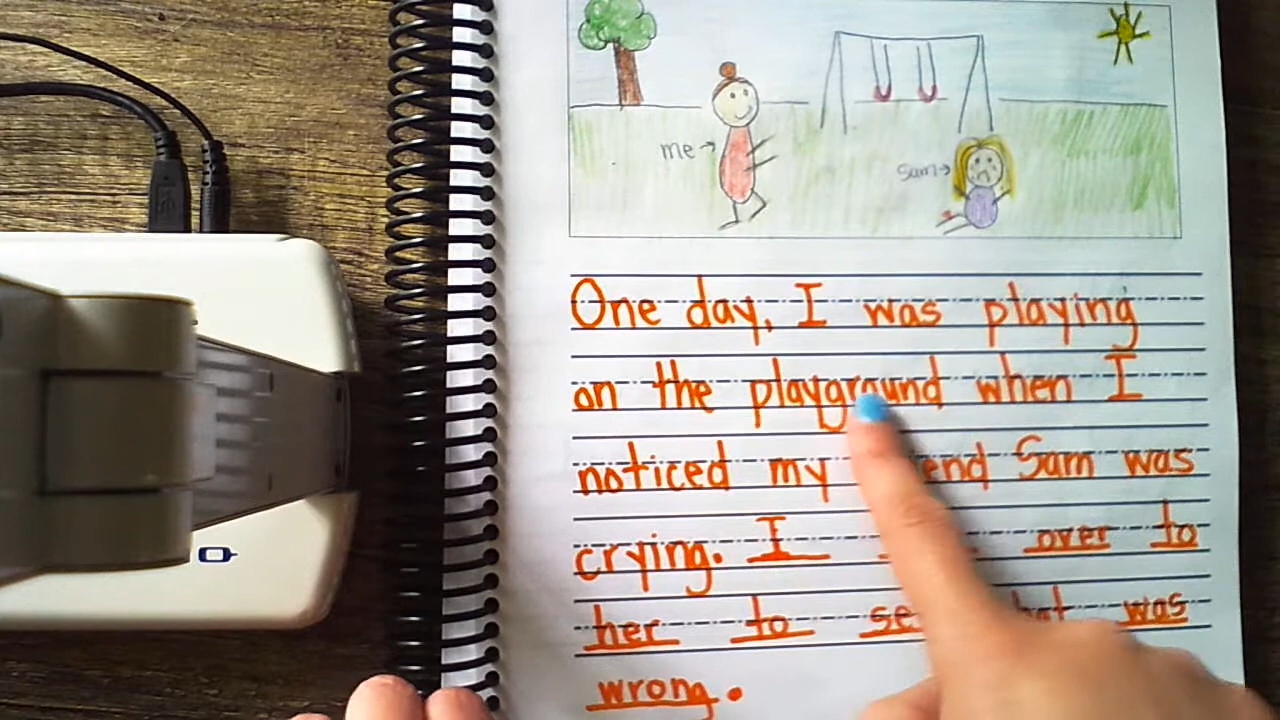 me
Sam
One day, I was playing
on the playground when I
noticed my end Sam was
crying. I over to
her to was
wrong.